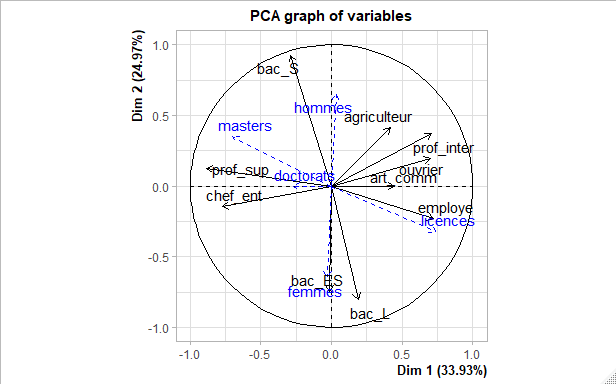 PCA graph of variables
Dim 2 (24.97%)
1.0
0.5
0.0
-0.5
-1.0
bac_S
hommes
agriculteur
masters
prof_inter
prof_sup
doctorats
ouvrier
art_comm
chef_ent
employe
licences
bac_ES
femmes
bac_L
-1.0
-0.5
0.0
0.5
1.0
Dim 1 (33.93%)